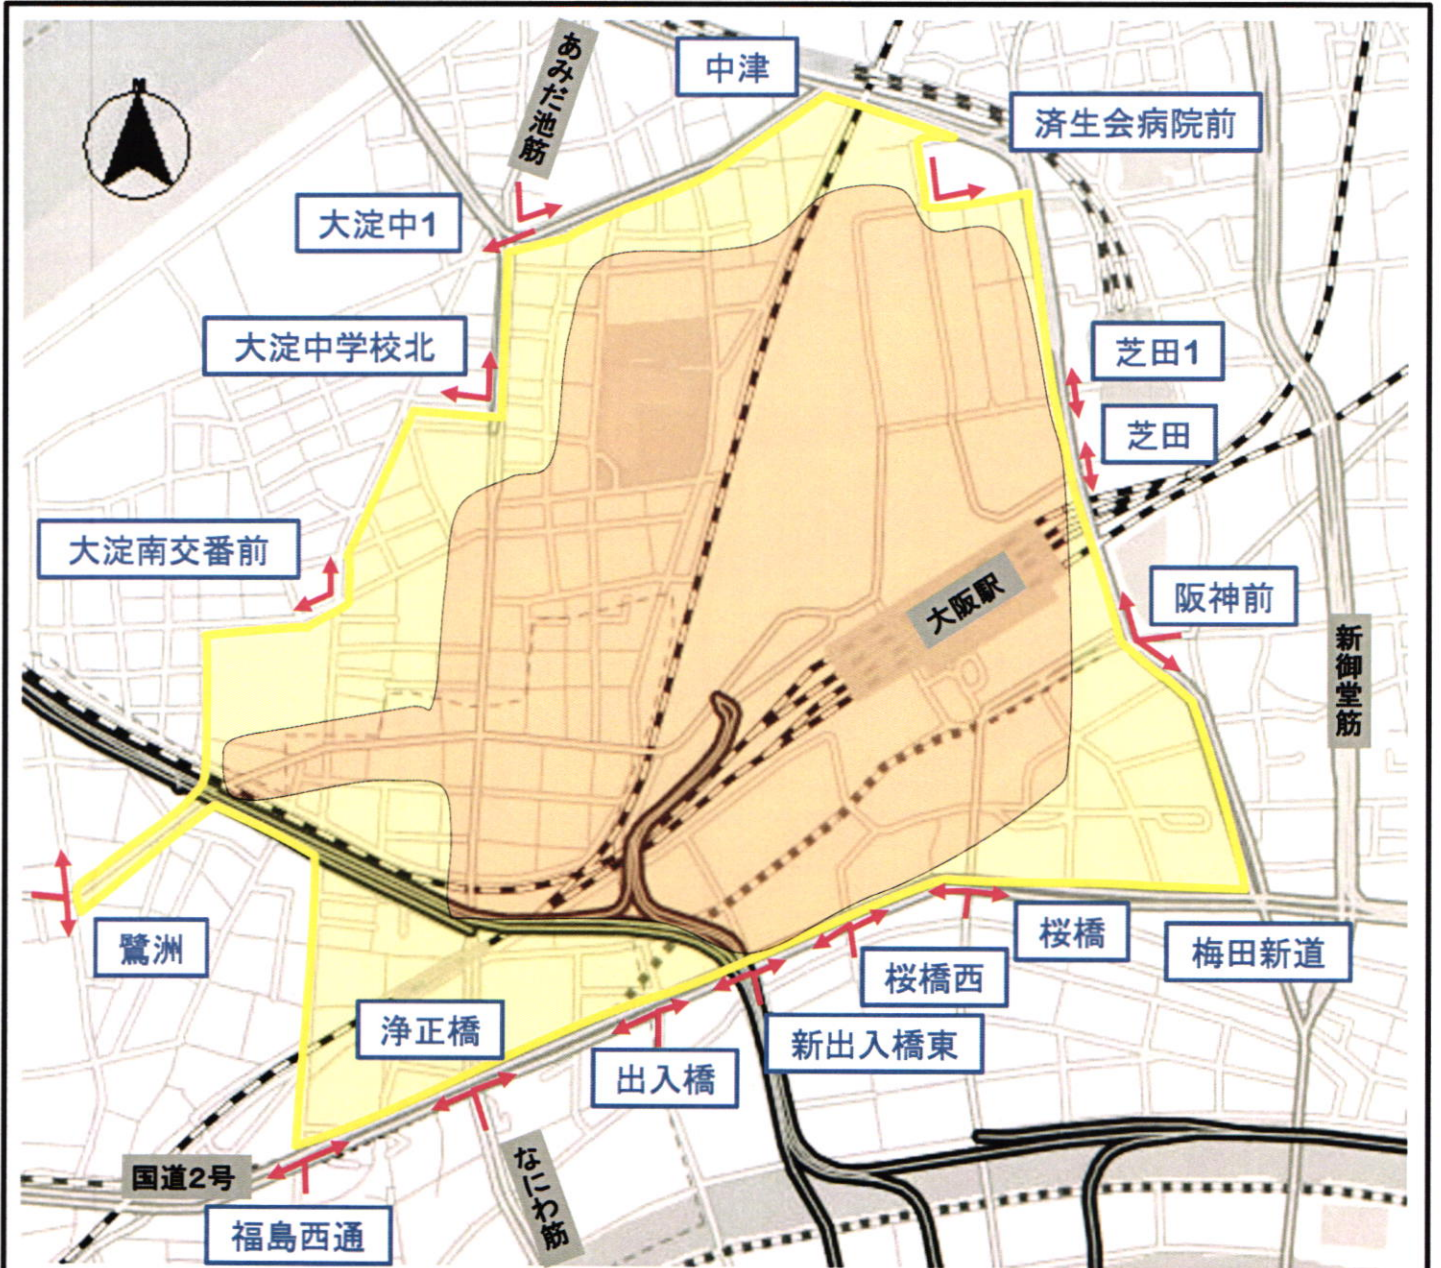 N
あみだ池筋
中津
済生会病院前
大淀中1
大淀中学校北
芝田1
芝田
大淀南交番前
大阪駅
阪神前
新御堂筋
鷺洲
桜橋
梅田新道
桜橋西
浄正橋
新出入橋東
出入橋
国道2号
なにわ筋
福島西通